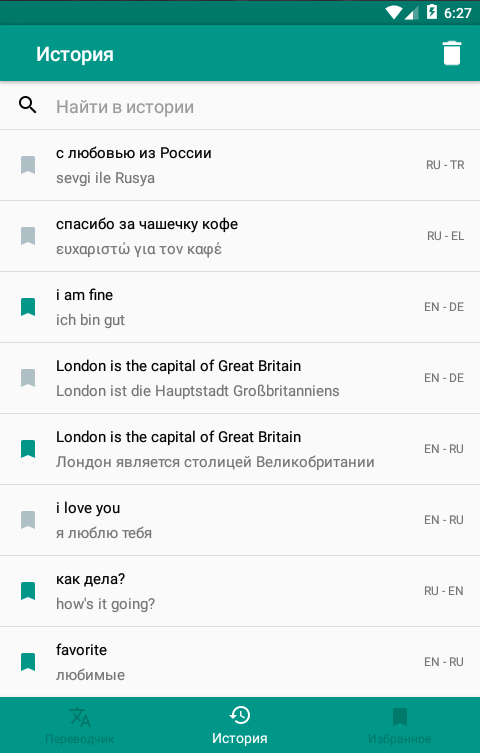 6:27
История
Найти в истории
с любовью из России
sevgi ile Rusya
RU - TR
спасибо за чашечку кофе
ευχαριστώ για τον καφέ
RU - EL
i am fine
ich bin gut
EN - DE
London is the capital of Great Britain
London ist die Hauptstadt Großbritanniens
EN - DE
London is the capital of Great Britain
Лондон является столицей Великобритании
EN - RU
i love you
я люблю тебя
EN - RU
как дела?
how's it going?
RU - EN
favorite
любимые
EN - RU
Переводчик
История
Избранное